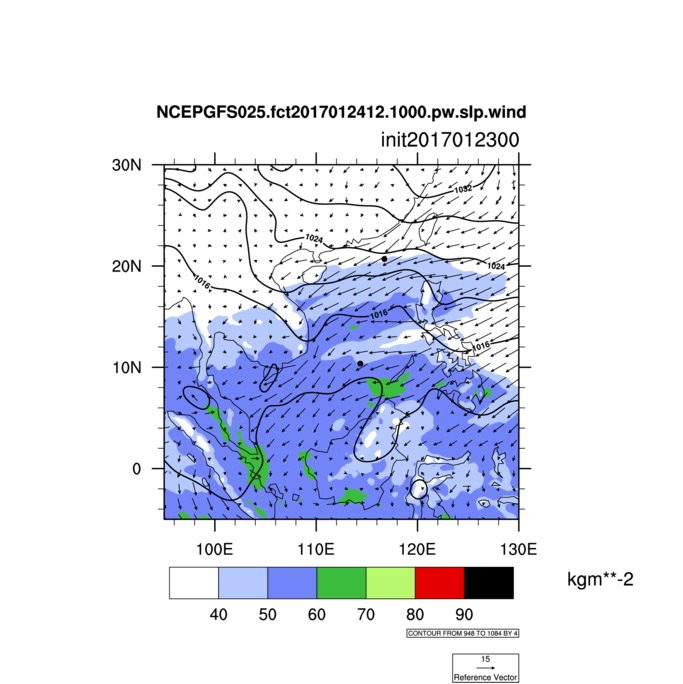 NCEPGFS025.fct2017012412.1000.pw.slp.wind
init2017012300
30N
20N
10N
0
1032
1024
1024
1016
1016
1016
100E 110E 120E 130E
kgm**-2
40 50 60 70 80 90
CONTOUR FROM 948 TO 1084 BY 4
15
Reference Vector